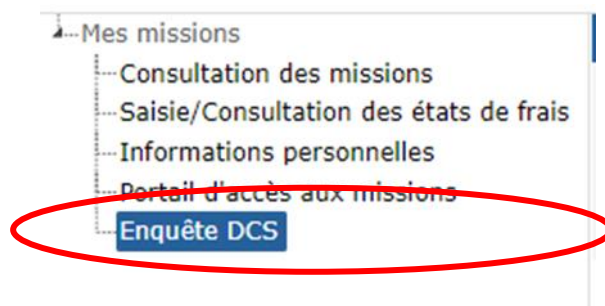 Mes missions
Consultation des missions
Saisie/Consultation des états de frais
Informations personnelles
Portail d'accès aux missions
Enquête DCS